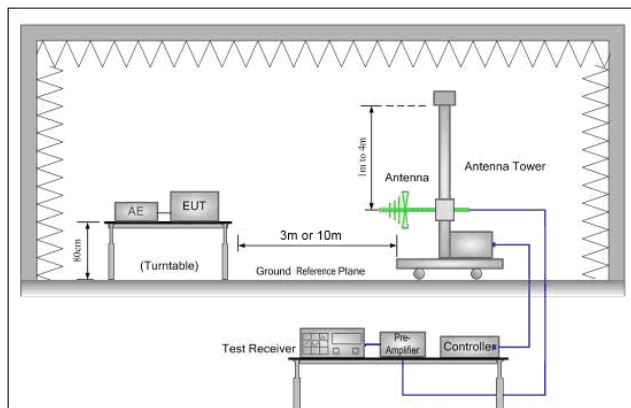 1m to 4m
Antenna
Antenna Tower
AE
EUT
80cm
(Turntable)
3m or 10m
Ground Reference Plane
Test Receiver
Pre-
Amplifier
Controlle